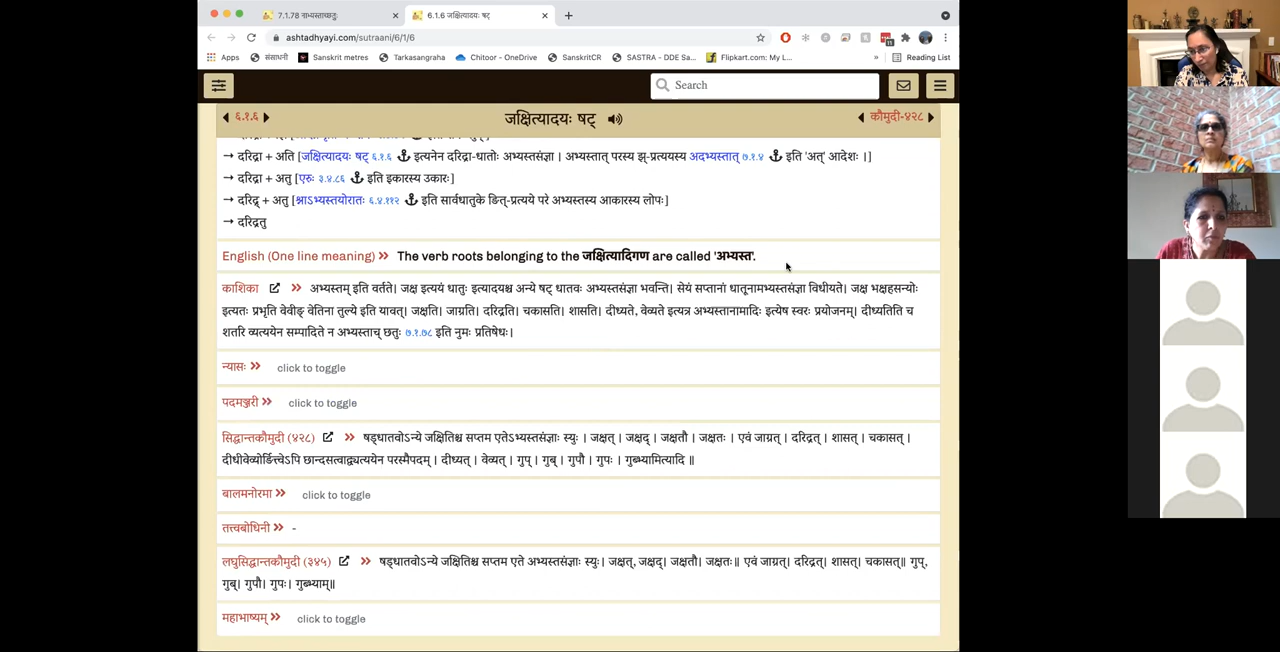 7.1.78 नाभ्यस्ताच्छतुः
6.1.6 जक्षित्यादयः षट्
ashtadhyayi.com/sutraani/6/1/6
Apps संसाधनी Sanskrit metres Tarkasangraha Chitoor - OneDrive SanskritCR SASTRA - DDE Sa... Flipkart.com: My L... » Reading List
Search
६.१.६ जक्षित्यादयः षट् कौमुदी-४२८
→ दरिद्रा + अति [जक्षित्यादयः षट् ६.१.६ इत्यनेन दरिद्रा-धातोः अभ्यस्तसंज्ञा । अभ्यस्तात् परस्य झ्-प्रत्ययस्य अदभ्यस्तात् ७.१.४ इति 'अत्' आदेशः ।]
→ दरिद्रा + अतु [एरुः ३.४.८६ इति इकारस्य उकारः]
→ दरिद्र् + अतु [श्नाऽभ्यस्तयोरातः ६.४.११२ इति सार्वधातुके ङित्-प्रत्यये परे अभ्यस्तस्य आकारस्य लोपः]
→ दरिद्रतु
English (One line meaning) » The verb roots belonging to the जक्षित्यादिगण are called 'अभ्यस्त'.
काशिका » अभ्यस्तम् इति वर्तते। जक्ष इत्ययं धातुः इत्यादयश्च अन्ये षट् धातवः अभ्यस्तसंज्ञा भवन्ति। सेयं सप्तानां धातूनामभ्यस्तसंज्ञा विधीयते। जक्ष भक्षहसन्योः
इत्यतः प्रभृति वेवीङ् वेतिना तुल्ये इति यावत्। जक्षति। जाग्रति। दरिद्रति। चकासति। शासति। दीध्यते, वेव्यते इत्यत्र अभ्यस्तानामादिः इत्येष स्वरः प्रयोजनम्। दीध्यतिति च
शतरि व्यत्ययेन सम्पादिते न अभ्यस्ताच् छतुः ७.१.७८ इति नुमः प्रतिषेधः।
न्यासः » click to toggle
पदमञ्जरी » click to toggle
सिद्धान्तकौमुदी (४२८) » षड्धातवोऽन्ये जक्षितिश्च सप्तम एतेऽभ्यस्तसंज्ञाः स्युः । जक्षत् । जक्षद् । जक्षतौ । जक्षतः । एवं जाग्रत् । दरिद्रत् । शासत् । चकासत् ।
दीधीवेव्योर्ङित्त्वेऽपि छान्दसत्वाद्व्यत्ययेन परस्मैपदम् । दीध्यत् । वेव्यत् । गुप् । गुब् । गुपौ । गुपः । गुब्भ्यामित्यादि ॥
बालमनोरमा » click to toggle
तत्त्वबोधिनी » -
लघुसिद्धान्तकौमुदी (३४५) » षड्धातवोऽन्ये जक्षितिश्च सप्तम एते अभ्यस्तसंज्ञाः स्युः। जक्षत्, जक्षद्। जक्षतौ। जक्षतः॥ एवं जाग्रत्। दरिद्रत्। शासत्। चकासत्॥ गुप्,
गुब्। गुपौ। गुपः। गुब्भ्याम्॥
महाभाष्यम् » click to toggle